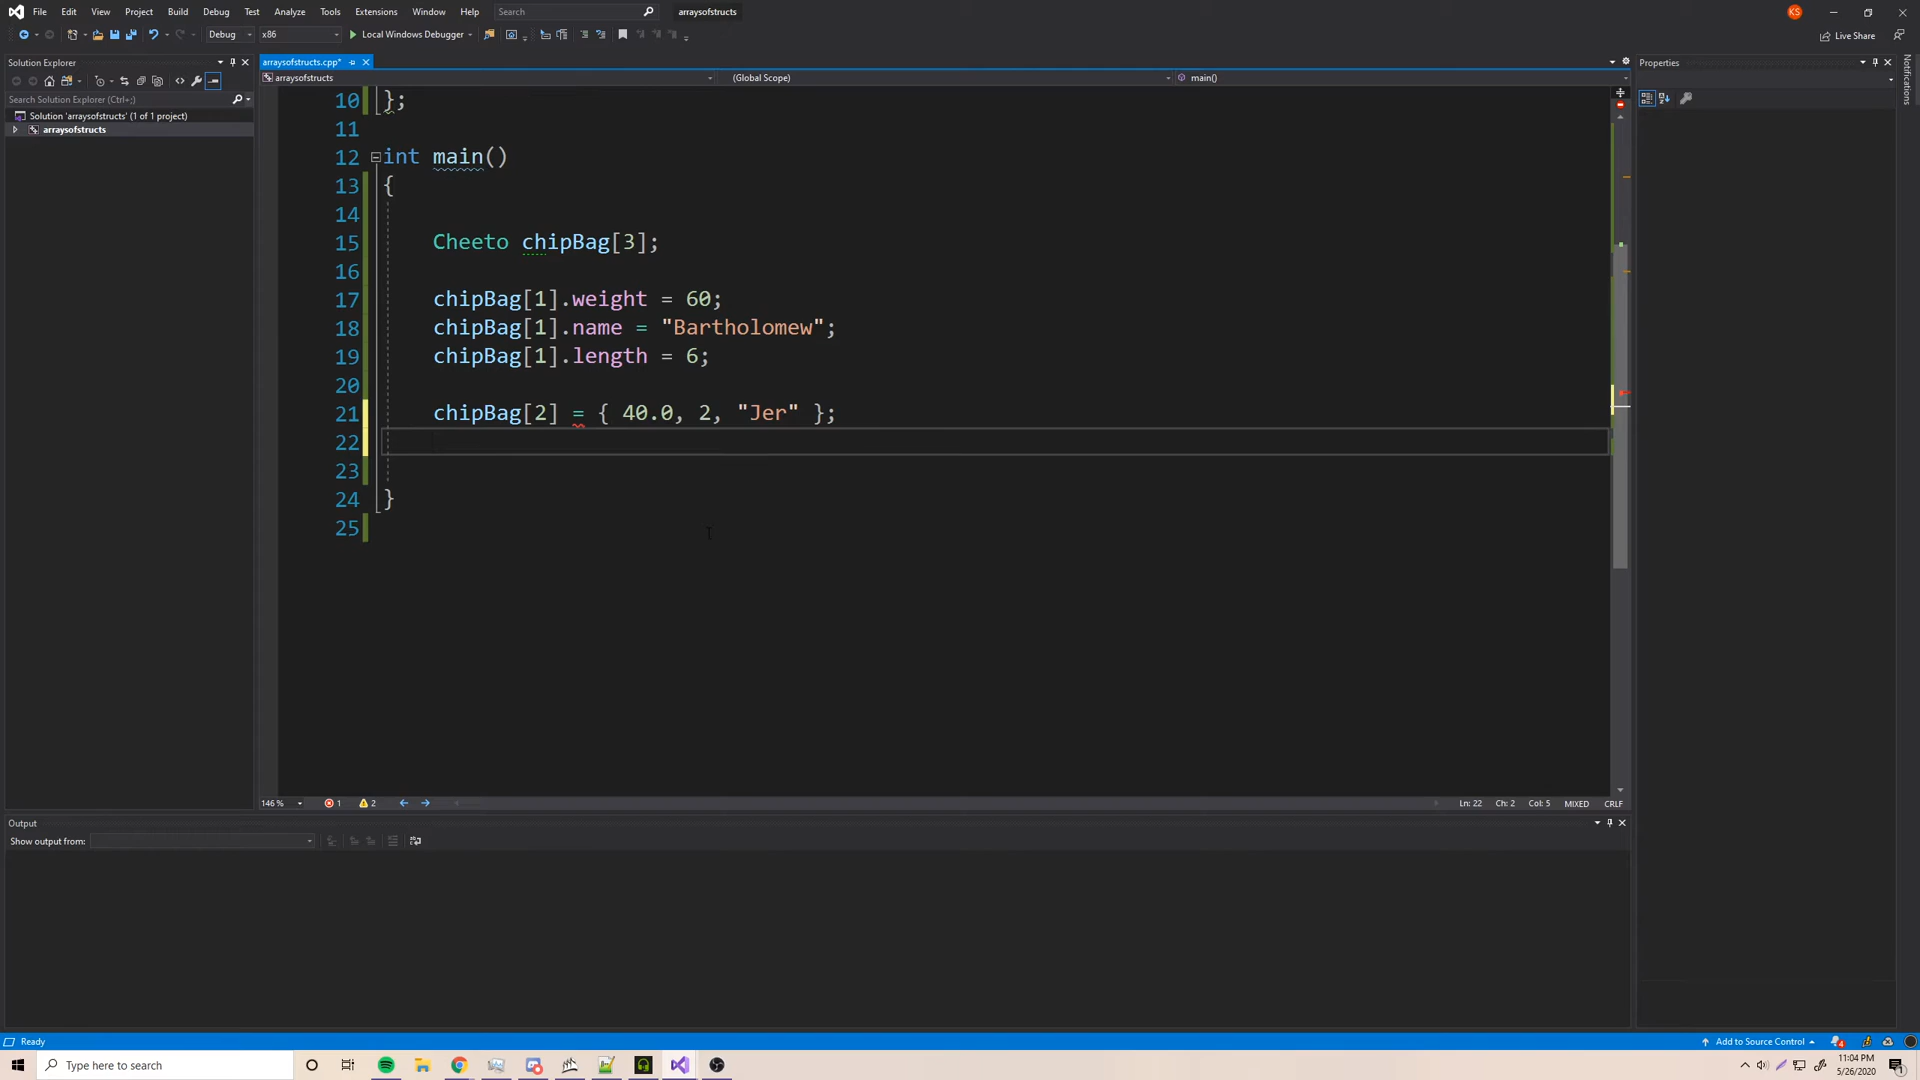 File Edit View Project Build Debug Test Analyze Tools Extensions Window Help Search arraysofstructs KS
Debug x86 Local Windows Debugger Live Share
Solution Explorer
Search Solution Explorer (Ctrl+;)
Solution 'arraysofstructs' (1 of 1 project)
arraysofstructs
arraysofstructs.cpp*
arraysofstructs (Global Scope) main()
10 };
11
12 int main()
13 {
14
15 Cheeto chipBag[3];
16
17 chipBag[1].weight = 60;
18 chipBag[1].name = "Bartholomew";
19 chipBag[1].length = 6;
20
21 chipBag[2] = { 40.0, 2, "Jer" };
22
23
24 }
25
146 % 1 2 Ln: 22 Ch: 2 Col: 5 MIXED CRLF
Properties
Notifications
Output
Show output from:
Ready Add to Source Control 4
Type here to search
11:04 PM
5/26/2020